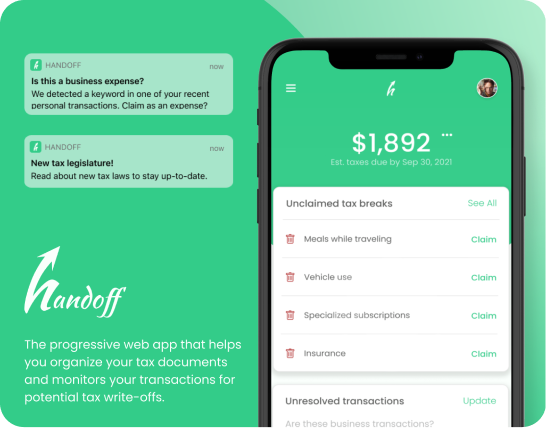 HANDOFF
now
Is this a business expense?
We detected a keyword in one of your recent
personal transactions. Claim as an expense?
HANDOFF
now
New tax legislature!
Read about new tax laws to stay up-to-date.
handoff
The progressive web app that helps
you organize your tax documents
and monitors your transactions for
potential tax write-offs.
$1,892
Est. taxes due by Sep 30, 2021
Unclaimed tax breaks
See All
Meals while traveling
Claim
Vehicle use
Claim
Specialized subscriptions
Claim
Insurance
Claim
Unresolved transactions
Update
Are these business transactions?